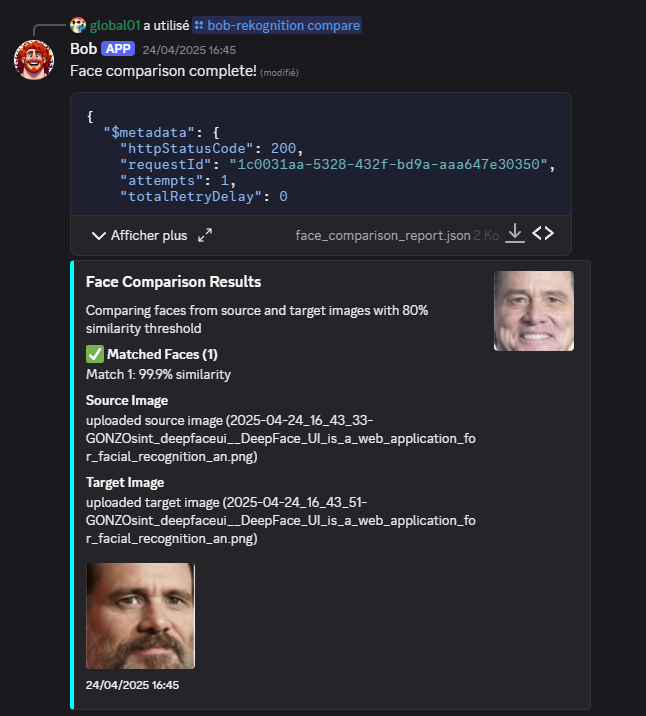 global01 a utilisé bob-rekognition compare
Bob APP 24/04/2025 16:45
Face comparison complete! (modifié)
{
"$metadata": {
"httpStatusCode": 200,
"requestId": "1c0031aa-5328-432f-bd9a-aaa647e30350",
"attempts": 1,
"totalRetryDelay": 0
Afficher plus face_comparison_report.json 2 Ko
Face Comparison Results
Comparing faces from source and target images with 80%
similarity threshold
✅ Matched Faces (1)
Match 1: 99.9% similarity
Source Image
uploaded source image (2025-04-24_16_43_33-
GONZOsint_deepfaceui__DeepFace_UI_is_a_web_application_fo
r_facial_recognition_an.png)
Target Image
uploaded target image (2025-04-24_16_43_51-
GONZOsint_deepfaceui__DeepFace_UI_is_a_web_application_fo
r_facial_recognition_an.png)
24/04/2025 16:45